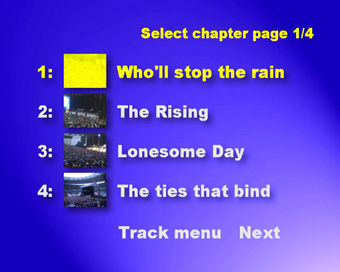 Select chapter page 1/4
1: Who'll stop the rain
2: The Rising
3: Lonesome Day
4: The ties that bind
Track menu Next